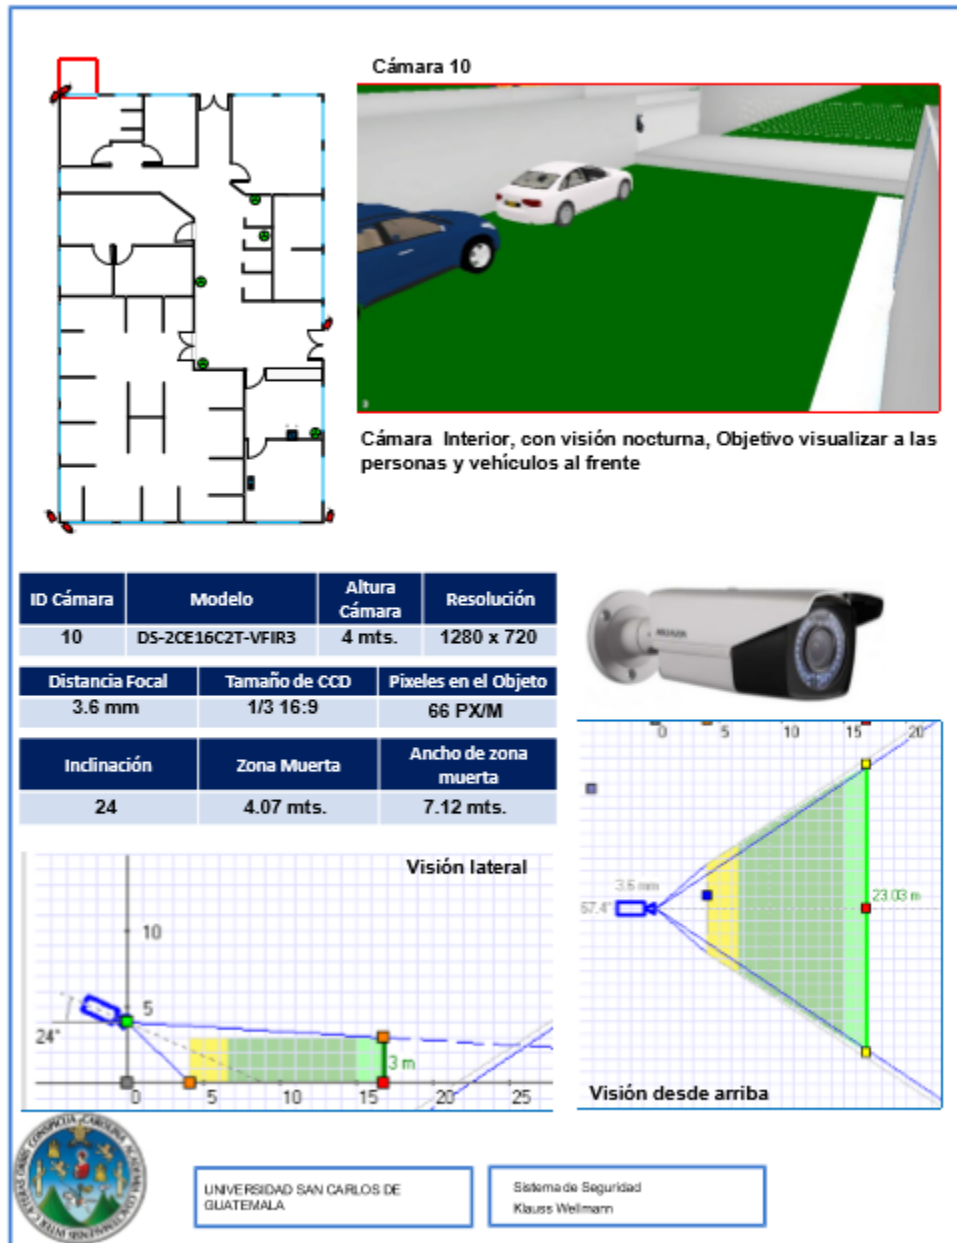 Cámara 10
Cámara Interior, con visión nocturna, Objetivo visualizar a las
personas y vehículos al frente
ID Cámara Modelo Altura Cámara Resolución
10 DS-2CE16C2T-VFIR3 4 mts. 1280 x 720
Distancia Focal Tamaño de CCD Pixeles en el Objeto
3.6 mm 1/3 16:9 66 PX/M
Inclinación Zona Muerta Ancho de zona muerta
24 4.07 mts. 7.12 mts.
Visión lateral
10
5
24°
3 m
0 5 10 15 20 25
0 5 10 15 20
3.6 mm
67.4°
23.03 m
Visión desde arriba
UNIVERSIDAD SAN CARLOS DE
GUATEMALA
Sistema de Seguridad
Klauss Wellmann